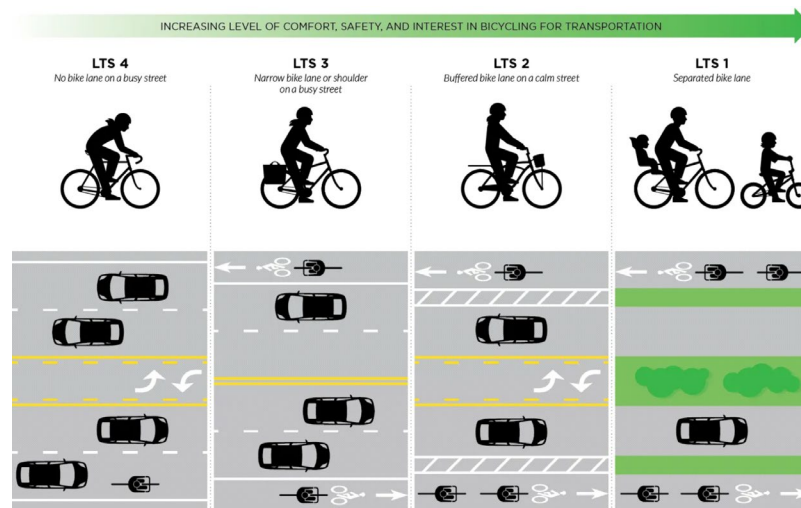 INCREASING LEVEL OF COMFORT, SAFETY, AND INTEREST IN BICYCLING FOR TRANSPORTATION
LTS 4
No bike lane on a busy street
LTS 3
Narrow bike lane or shoulder
on a busy street
LTS 2
Buffered bike lane on a calm street
LTS 1
Separated bike lane